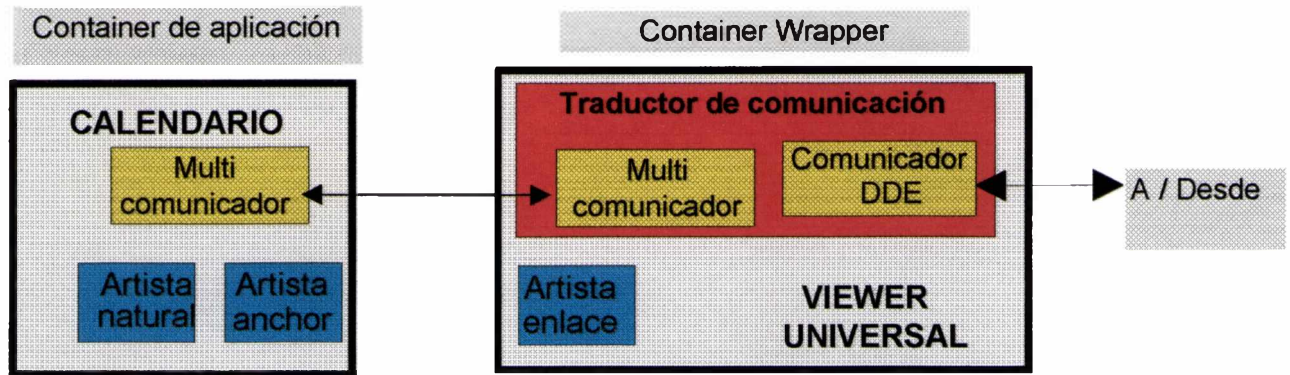 Container de aplicación
Container Wrapper
CALENDARIO
Multi
comunicador
Artista
natural
Artista
anchor
Traductor de comunicación
Multi
comunicador
Comunicador
DDE
Artista
enlace
VIEWER
UNIVERSAL
A / Desde